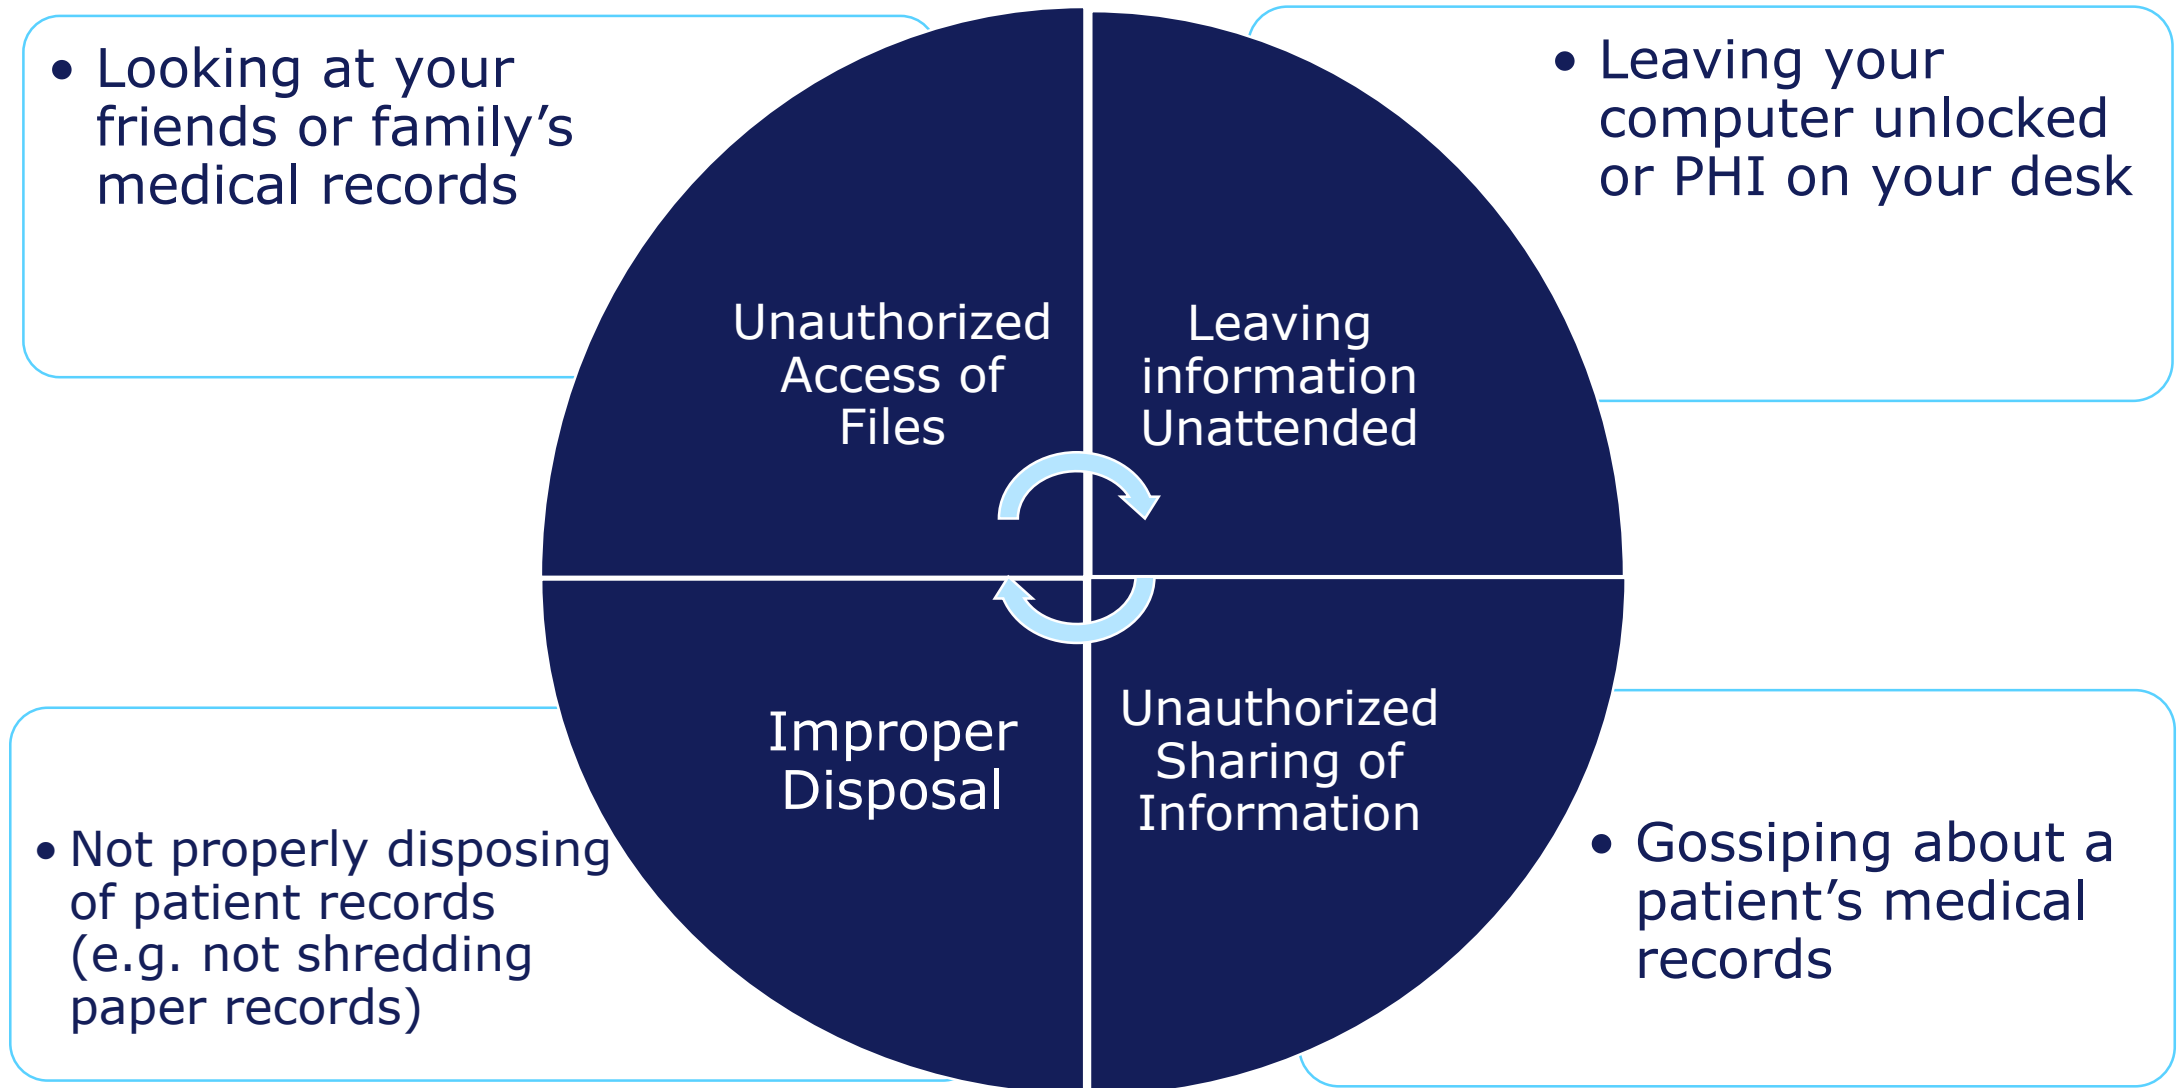 • Looking at your
friends or family’s
medical records
• Leaving your
computer unlocked
or PHI on your desk
Unauthorized
Access of
Files
Leaving
information
Unattended
Improper
Disposal
Unauthorized
Sharing of
Information
• Not properly disposing
of patient records
(e.g. not shredding
paper records)
• Gossiping about a
patient’s medical
records